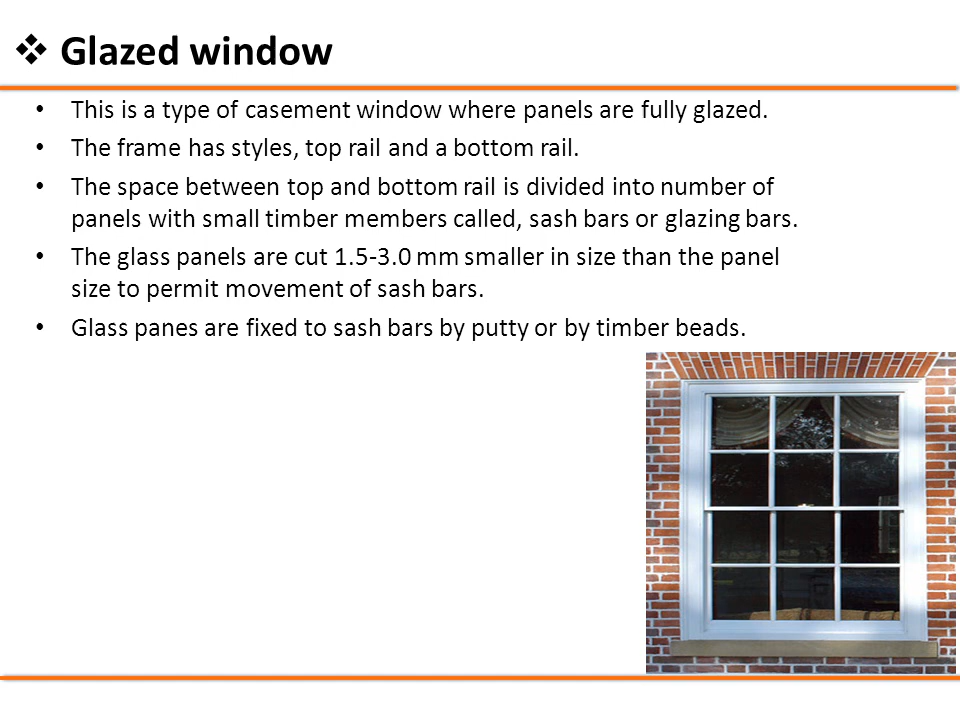 ❖ Glazed window
• This is a type of casement window where panels are fully glazed.
• The frame has styles, top rail and a bottom rail.
• The space between top and bottom rail is divided into number of
panels with small timber members called, sash bars or glazing bars.
• The glass panels are cut 1.5-3.0 mm smaller in size than the panel
size to permit movement of sash bars.
• Glass panes are fixed to sash bars by putty or by timber beads.